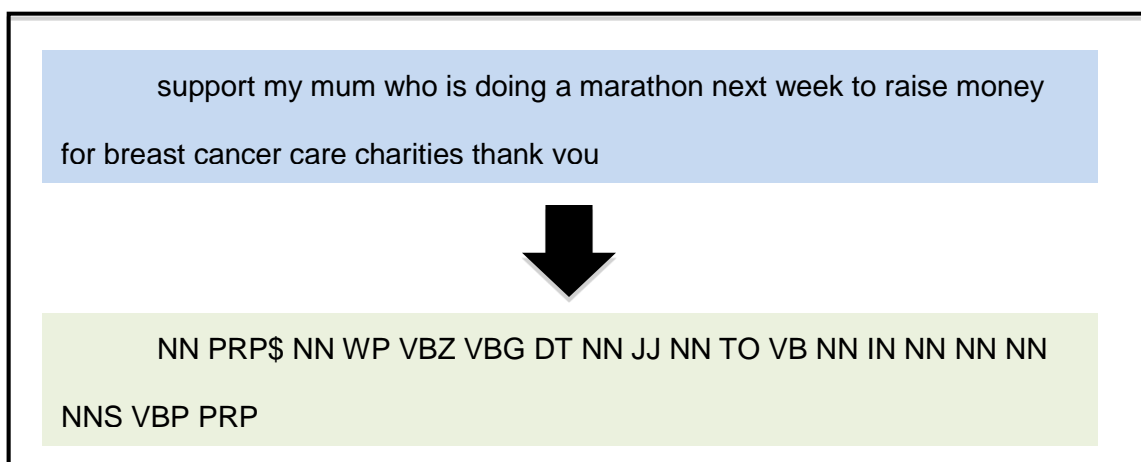 support my mum who is doing a marathon next week to raise money
for breast cancer care charities thank vou
NN PRP$ NN WP VBZ VBG DT NN JJ NN TO VB NN IN NN NN NN
NNS VBP PRP